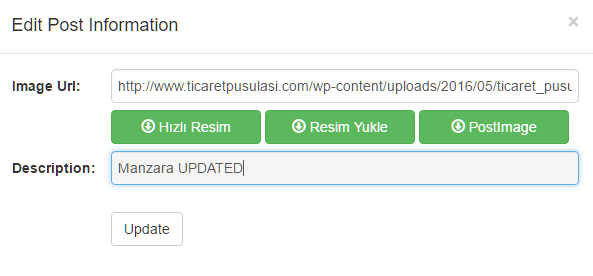 Edit Post Information ×
Image Url: http://www.ticaretpusulasi.com/wp-content/uploads/2016/05/ticaret_pusu
Hızlı Resim Resim Yukle PostImage
Description: Manzara UPDATED
Update